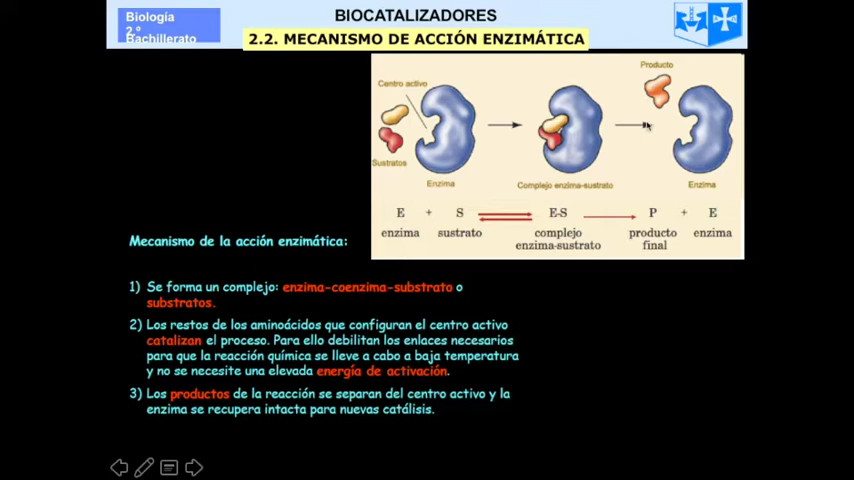 Biología
2.º
Bachillerato
BIOCATALIZADORES
2.2. MECANISMO DE ACCIÓN ENZIMÁTICA
Producto
Centro activo
Sustratos
Enzima
Complejo enzima-sustrato
Enzima
E + S E-S P + E
enzima sustrato complejo enzima-sustrato producto final enzima
Mecanismo de la acción enzimática:
1) Se forma un complejo: enzima-coenzima-substrato o
substratos.
2) Los restos de los aminoácidos que configuran el centro activo
catalizan el proceso. Para ello debilitan los enlaces necesarios
para que la reacción química se lleve a cabo a baja temperatura
y no se necesite una elevada energía de activación.
3) Los productos de la reacción se separan del centro activo y la
enzima se recupera intacta para nuevas catálisis.